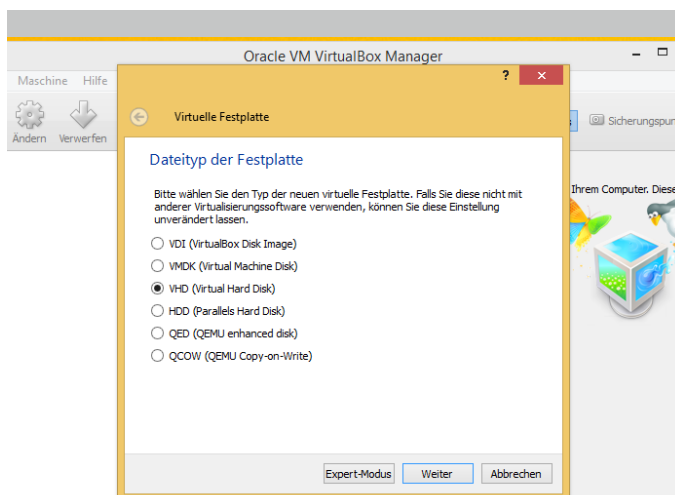 Oracle VM VirtualBox Manager
Maschine Hilfe
?
Ändern Verwerfen
Virtuelle Festplatte
Dateityp der Festplatte
Bitte wählen Sie den Typ der neuen virtuelle Festplatte. Falls Sie diese nicht mit
anderer Virtualisierungssoftware verwenden, können Sie diese Einstellung
unverändert lassen.
VDI (VirtualBox Disk Image)
VMDK (Virtual Machine Disk)
VHD (Virtual Hard Disk)
HDD (Parallels Hard Disk)
QED (QEMU enhanced disk)
QCOW (QEMU Copy-on-Write)
Expert-Modus Weiter Abbrechen
Sicherungspun
Ihrem Computer. Diese